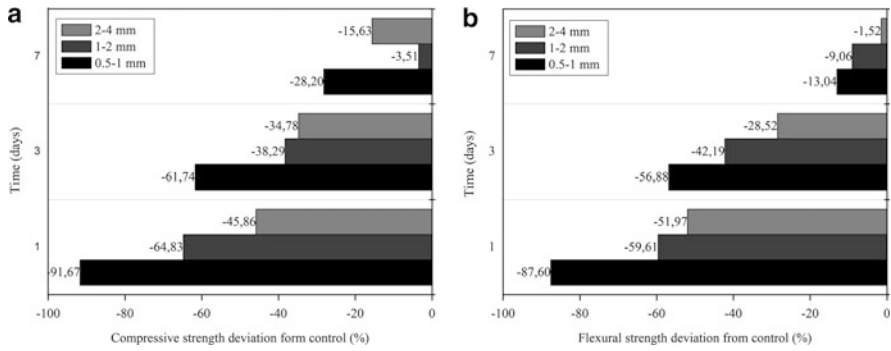 a
2-4 mm
1-2 mm
0.5-1 mm
Time (days)
7
3
1
-15,63
-3,51
-28,20
-34,78
-38,29
-61,74
-45,86
-64,83
-91,67
-100 -80 -60 -40 -20 0
Compressive strength deviation form control (%)
b
2-4 mm
1-2 mm
0.5-1 mm
Time (days)
7
3
1
-1,52
-9,06
-13,04
-28,52
-42,19
-56,88
-51,97
-59,61
-87,60
-100 -80 -60 -40 -20 0
Flexural strength deviation from control (%)